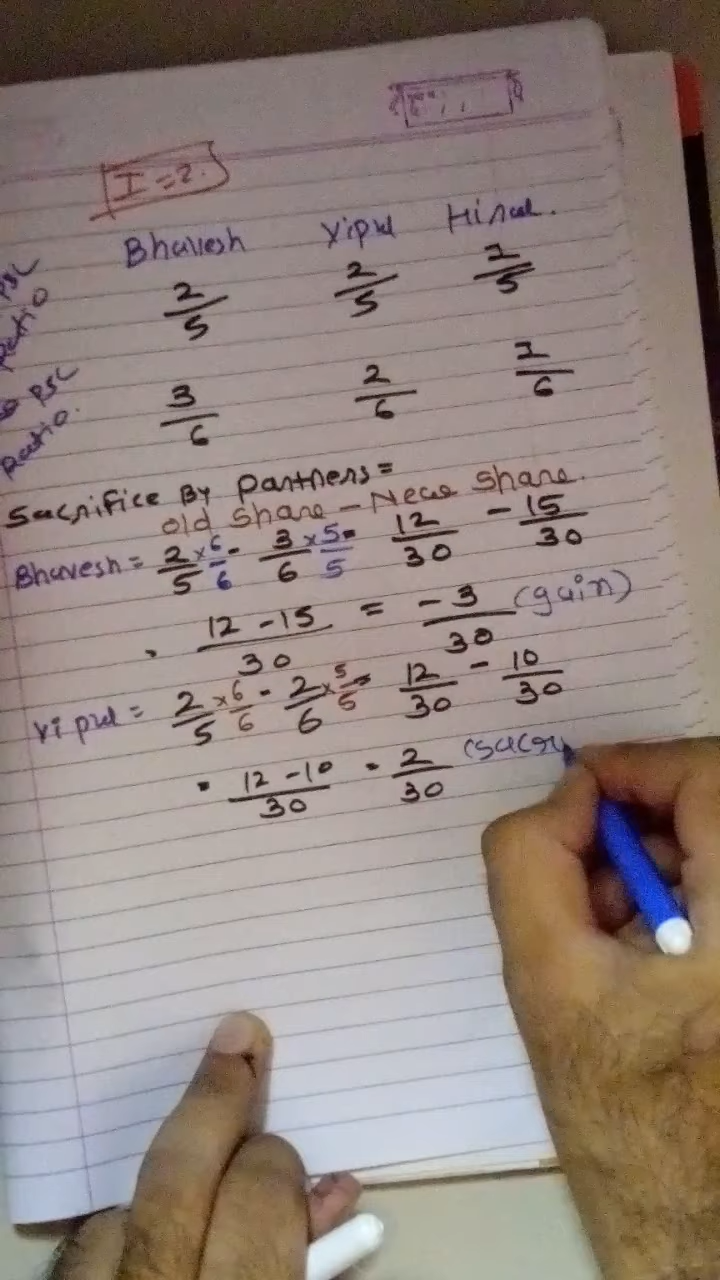 I = 2.
Bhavesh Vipul Hinal.
PSC Ratio 2/5 2/5 1/5
PSC Ratio. 3/6 2/6 1/6
Sacrifice By Partners =
old share - New share.
Bhavesh = 2/5 × 6/6 - 3/6 × 5/5 = 12/30 - 15/30
= 12 - 15/30 = - 3/30 (gain)
Vipul = 2/5 × 6/6 - 2/6 × 5/5 = 12/30 - 10/30
= 12 - 10/30 = 2/30 (sacr